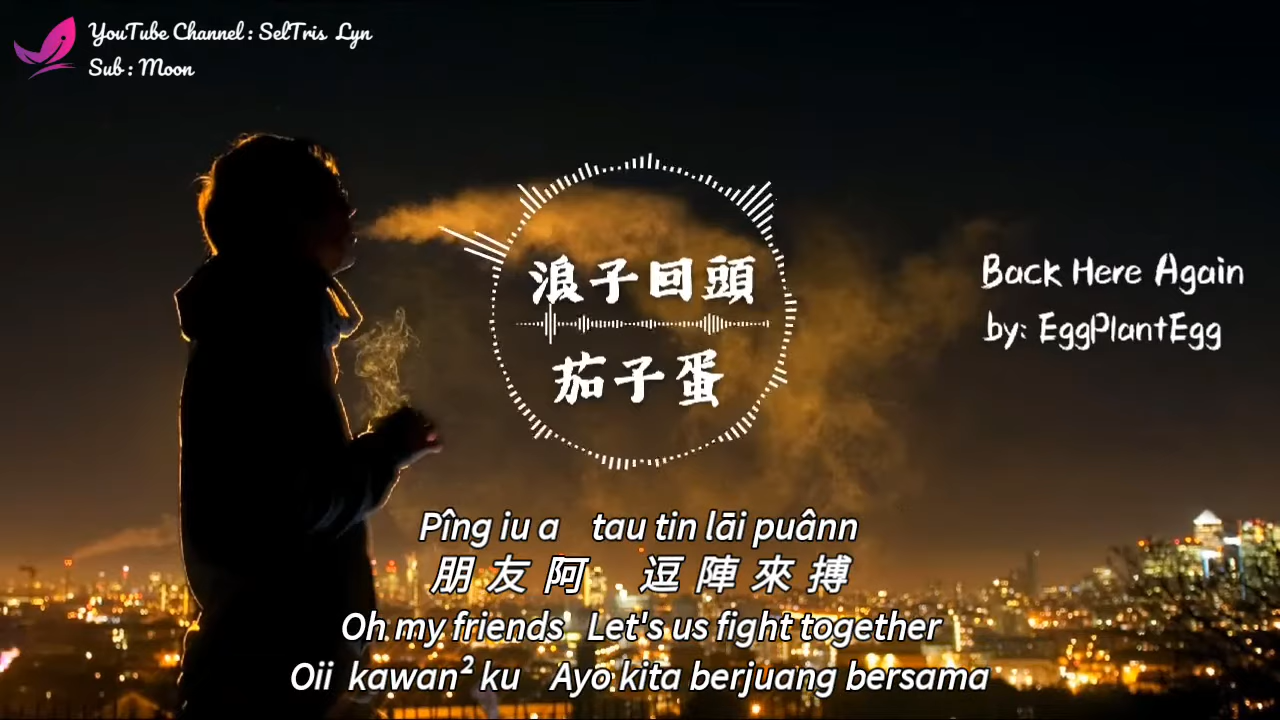 YouTube Channel : SelTris Lyn
Sub : Moon
浪子回頭
茄子蛋
Back Here Again
by: EggPlantEgg
Pîng iu a tau tin lāi puânn
朋友阿 逗陣來搏
Oh my friends Let's us fight together
Oii kawan² ku Ayo kita berjuang bersama